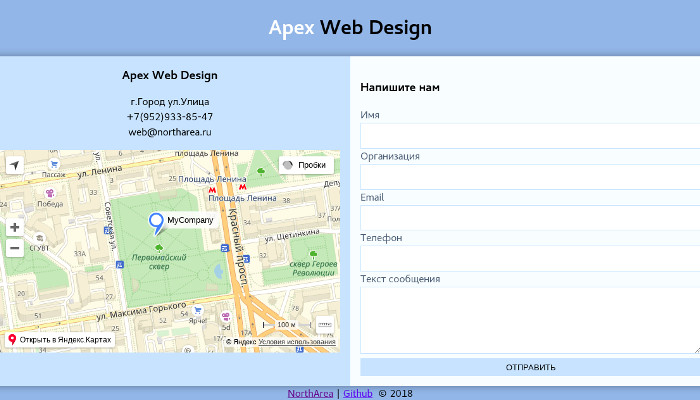 Apex Web Design
Apex Web Design
г.Город ул.Улица
+7(952)933-85-47
web@northarea.ru
площадь Ленина
Пассаж
ул. Ленина
Победа
Пробки
площадь Ленина
площадь Ленина
Советская ул.
MyCompany
СГУВТ
Первомайский
сквер
Красный просп.
ул. Щетинкина
сквер Героев
Революции
ул. Максима Горького
Ярче!
100 м
Открыть в Яндекс.Картах
© Яндекс Условия использования
Напишите нам
Имя
Организация
Email
Телефон
Текст сообщения
ОТПРАВИТЬ
NorthArea | Github © 2018